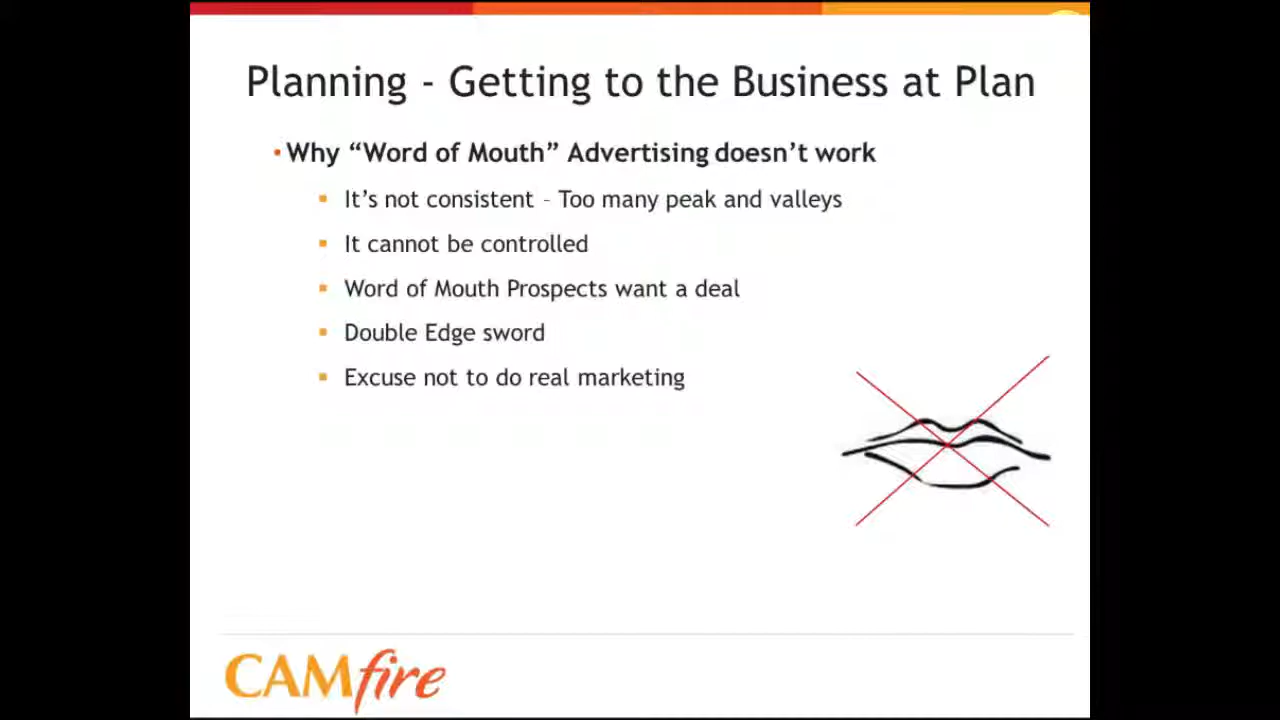 Planning - Getting to the Business at Plan
Why “Word of Mouth” Advertising doesn’t work
It’s not consistent – Too many peak and valleys
It cannot be controlled
Word of Mouth Prospects want a deal
Double Edge sword
Excuse not to do real marketing
CAMfire